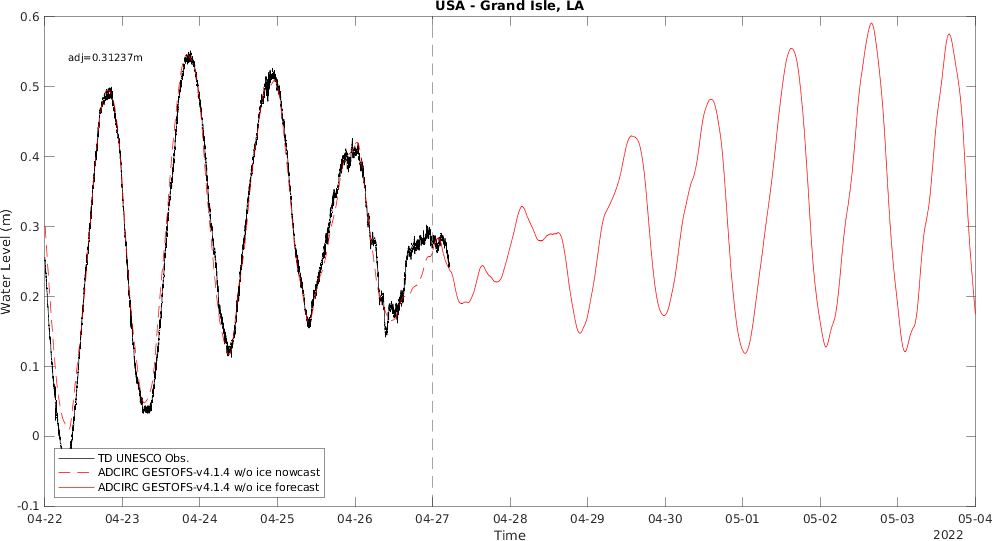 USA - Grand Isle, LA
adj=0.31237m
Water Level (m)
0.6
0.5
0.4
0.3
0.2
0.1
0
-0.1
TD UNESCO Obs.
ADCIRC GESTOFS-v4.1.4 w/o ice nowcast
ADCIRC GESTOFS-v4.1.4 w/o ice forecast
04-22 04-23 04-24 04-25 04-26 04-27 04-28 04-29 04-30 05-01 05-02 05-03 05-04
Time
2022